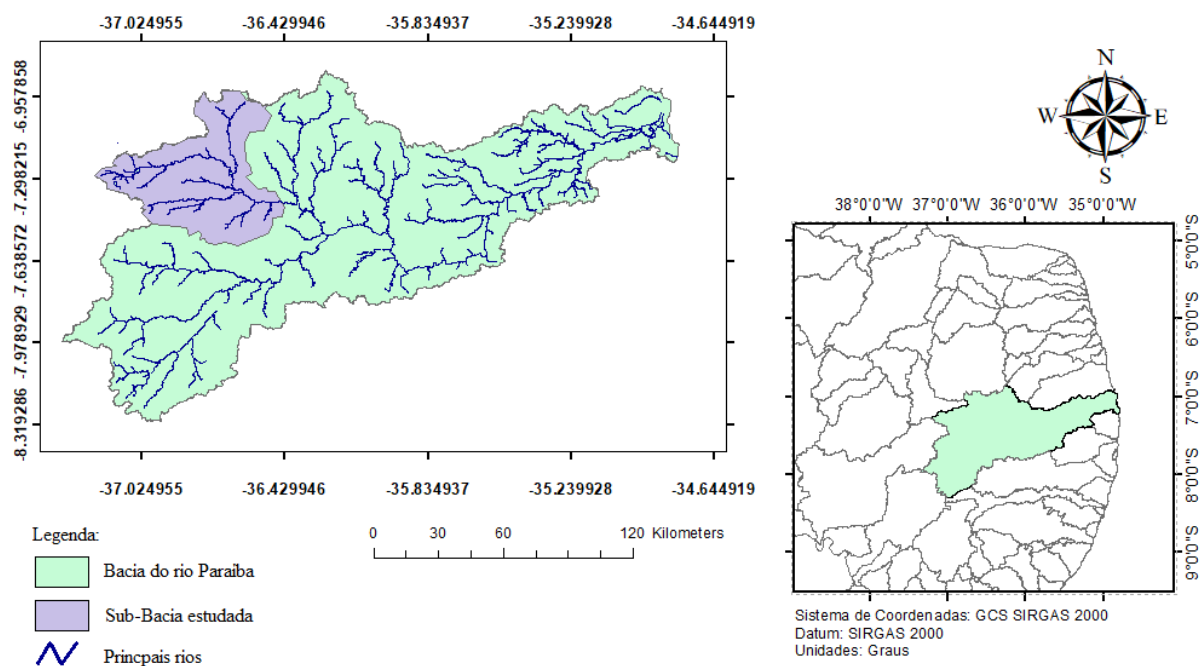 -37.024955 -36.429946 -35.834937 -35.239928 -34.644919
-6.957858
-7.298215
-7.638572
-7.978929
-8.319286
-37.024955 -36.429946 -35.834937 -35.239928 -34.644919
N
W E
S
38°0'0"W 37°0'0"W 36°0'0"W 35°0'0"W
5°0'0"S
6°0'0"S
7°0'0"S
8°0'0"S
9°0'0"S
Legenda:
Bacia do rio Paraíba
Sub-Bacia estudada
Princpais rios
0 30 60 120 Kilometers
Sistema de Coordenadas: GCS SIRGAS 2000
Datum: SIRGAS 2000
Unidades: Graus